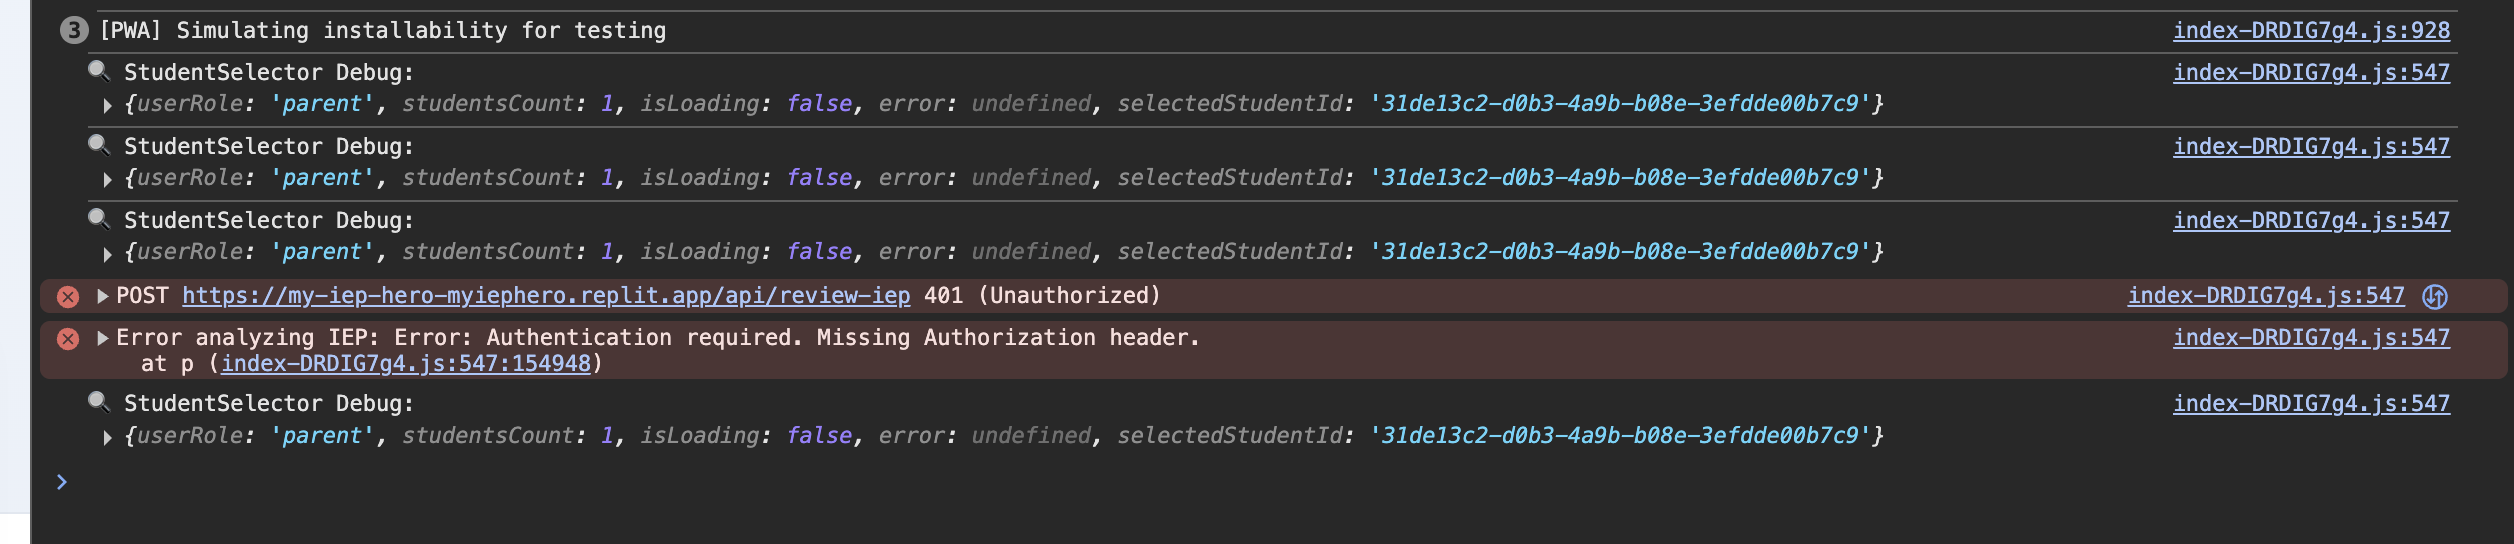 3 [PWA] Simulating installability for testing index-DRDIG7g4.js:928
🔍 StudentSelector Debug: index-DRDIG7g4.js:547
▶ {userRole: 'parent', studentsCount: 1, isLoading: false, error: undefined, selectedStudentId: '31de13c2-d0b3-4a9b-b08e-3efdde00b7c9'}
🔍 StudentSelector Debug: index-DRDIG7g4.js:547
▶ {userRole: 'parent', studentsCount: 1, isLoading: false, error: undefined, selectedStudentId: '31de13c2-d0b3-4a9b-b08e-3efdde00b7c9'}
🔍 StudentSelector Debug: index-DRDIG7g4.js:547
▶ {userRole: 'parent', studentsCount: 1, isLoading: false, error: undefined, selectedStudentId: '31de13c2-d0b3-4a9b-b08e-3efdde00b7c9'}
▶ POST https://my-iep-hero-myiephero.replit.app/api/review-iep 401 (Unauthorized) index-DRDIG7g4.js:547
▶ Error analyzing IEP: Error: Authentication required. Missing Authorization header. index-DRDIG7g4.js:547
at p (index-DRDIG7g4.js:547:154948)
🔍 StudentSelector Debug: index-DRDIG7g4.js:547
▶ {userRole: 'parent', studentsCount: 1, isLoading: false, error: undefined, selectedStudentId: '31de13c2-d0b3-4a9b-b08e-3efdde00b7c9'}